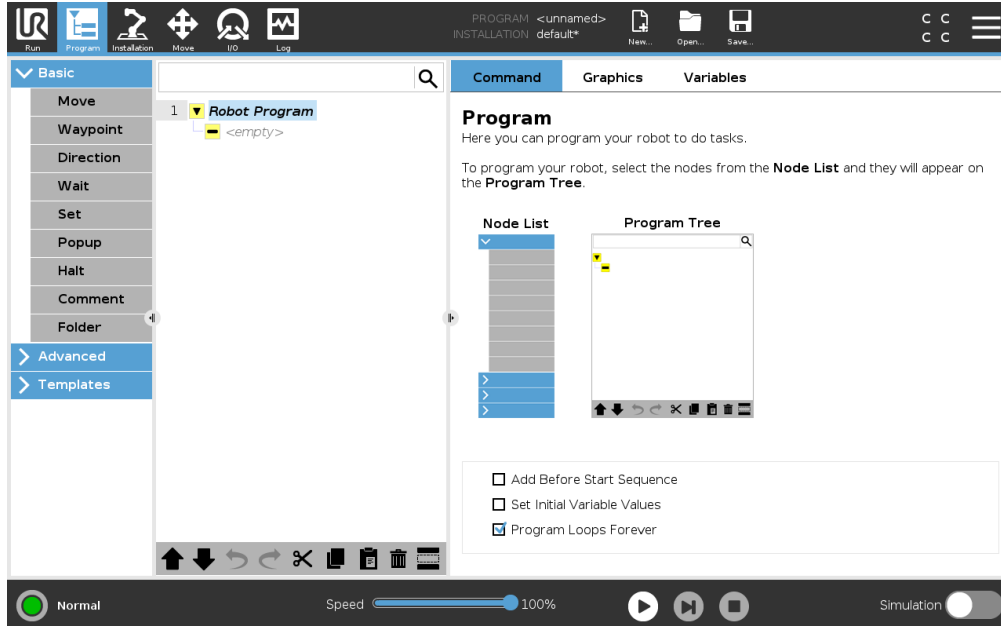 PROGRAM <unnamed>
INSTALLATION default*
UR
Run
Program
Installation
Move
I/O
Log
New...
Open...
Save...
C C
C C
Basic
Move
Waypoint
Direction
Wait
Set
Popup
Halt
Comment
Folder
Advanced
Templates
1 Robot Program
<empty>
Command Graphics Variables
Program
Here you can program your robot to do tasks.
To program your robot, select the nodes from the Node List and they will appear on
the Program Tree.
Node List
Program Tree
Add Before Start Sequence
Set Initial Variable Values
Program Loops Forever
Normal
Speed 100%
Simulation